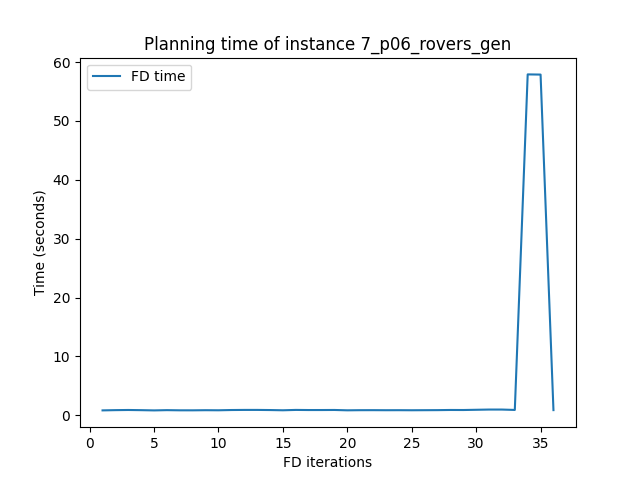 Planning time of instance 7_p06_rovers_gen
FD time
60
50
40
30
20
10
0
Time (seconds)
0 5 10 15 20 25 30 35
FD iterations